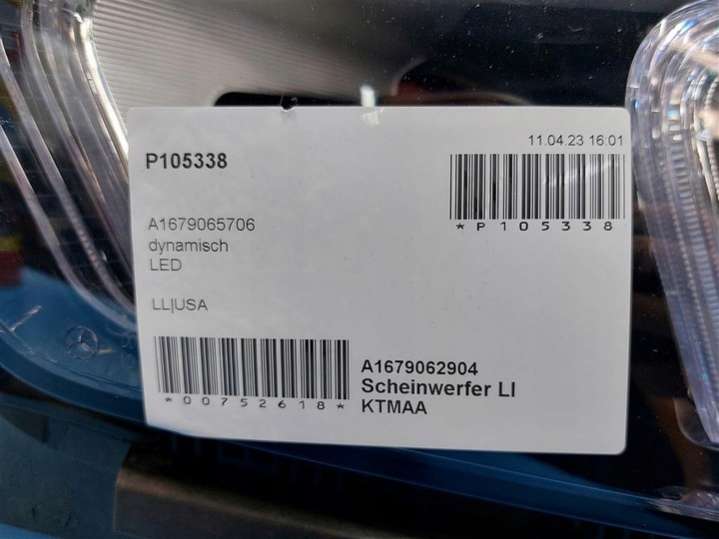 P105338
11.04.23 16:01
*P105338*
A1679065706
dynamisch
LED
LL|USA
*00752618*
A1679062904
Scheinwerfer LI
KTMAA